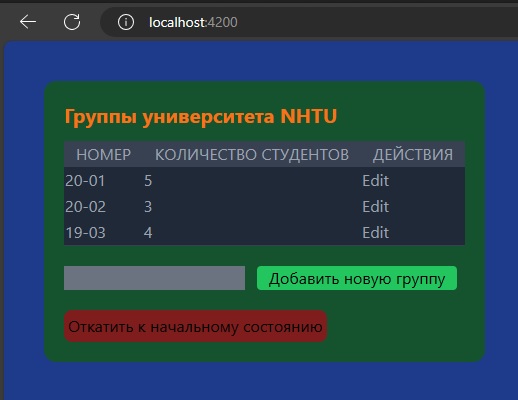 localhost:4200
Группы университета NHTU
НОМЕР КОЛИЧЕСТВО СТУДЕНТОВ ДЕЙСТВИЯ
20-01 5 Edit
20-02 3 Edit
19-03 4 Edit
Добавить новую группу
Откатить к начальному состоянию